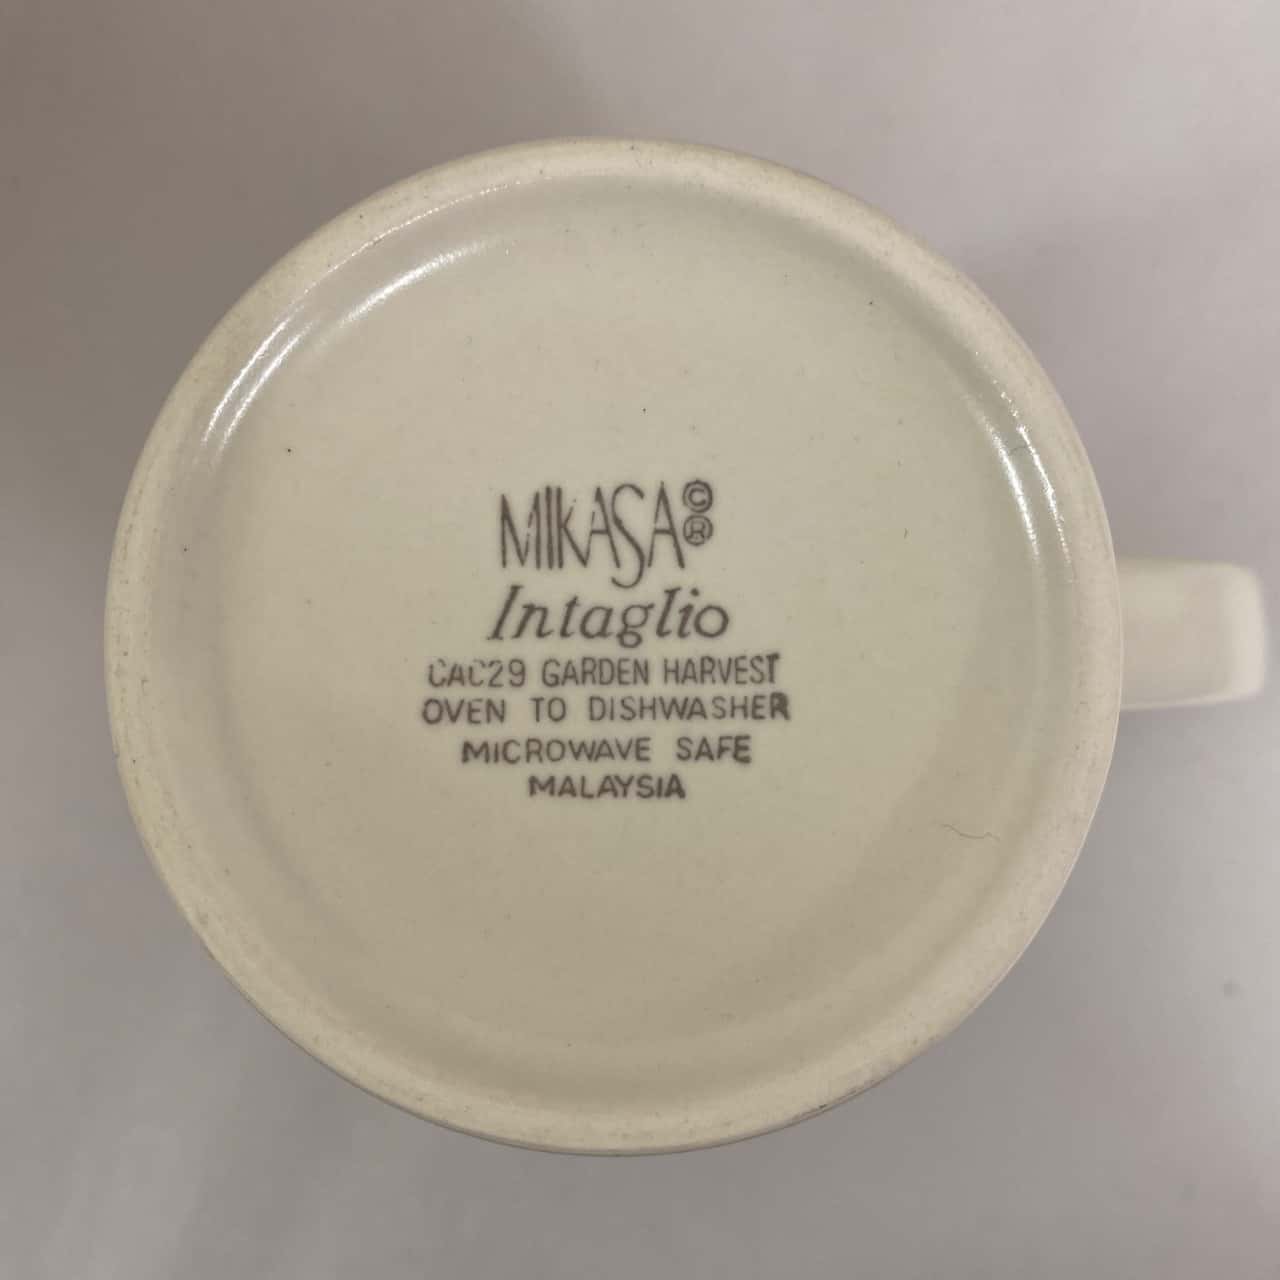 MIKASA©®
Intaglio
CAC29 GARDEN HARVEST
OVEN TO DISHWASHER
MICROWAVE SAFE
MALAYSIA